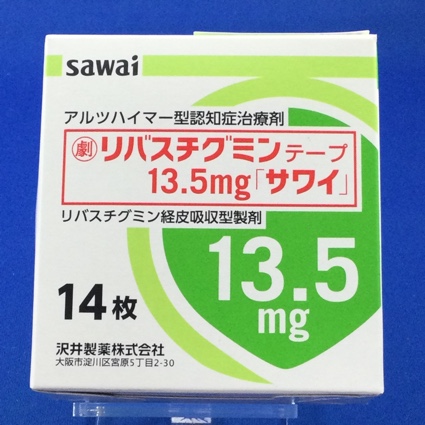 sawai
アルツハイマー型認知症治療剤
劇 リバスチグミンテープ
13.5mg「サワイ」
リバスチグミン経皮吸収型製剤
13.5
mg
14枚
沢井製薬株式会社
大阪市淀川区宮原5丁目2-30